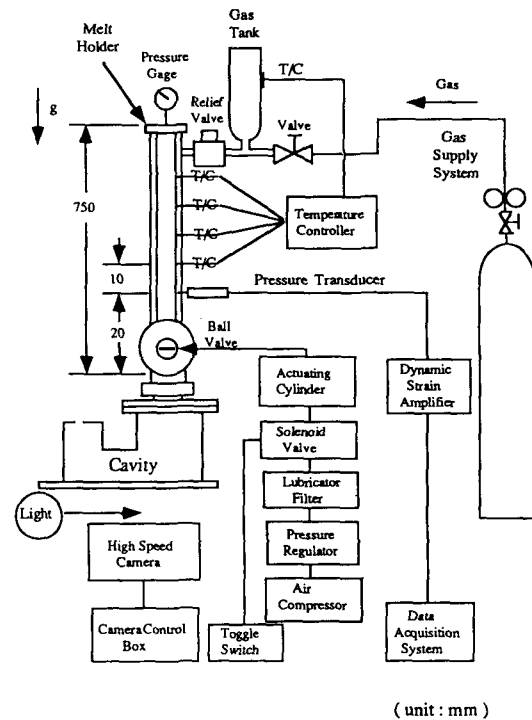 Gas
Tank
Melt
Holder
Pressure
Gage
T/C
Gas
g
Relief
Valve
Valve
Gas
Supply
System
T/C
750
T/C
Temperature
Controller
T/C
T/C
10
Pressure Transducer
20
Ball
Valve
Actuating
Cylinder
Dynamic
Strain
Amplifier
Solenoid
Valve
Cavity
Lubricator
Filter
Light
High Speed
Camera
Pressure
Regulator
Air
Compressor
Camera Control
Box
Toggle
Switch
Data
Acquisition
System
( unit : mm )